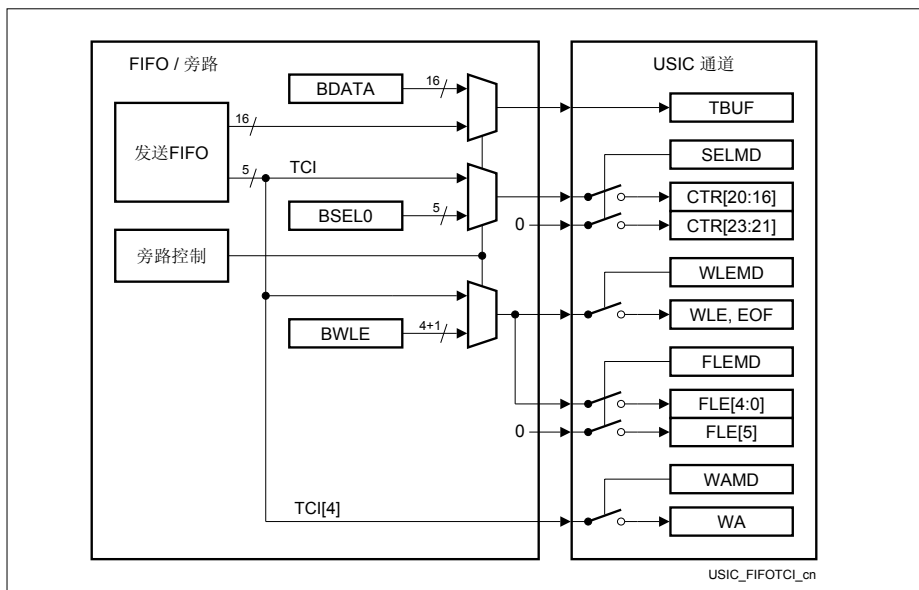 FIFO / 旁路
USIC 通道
BDATA
16
TBUF
16
发送FIFO
SELMD
5
TCI
CTR[20:16]
BSEL0
5
0
CTR[23:21]
旁路控制
WLEMD
WLE, EOF
BWLE
4+1
FLEMD
FLE[4:0]
0
FLE[5]
WAMD
TCI[4]
WA
USIC_FIFOTCI_cn